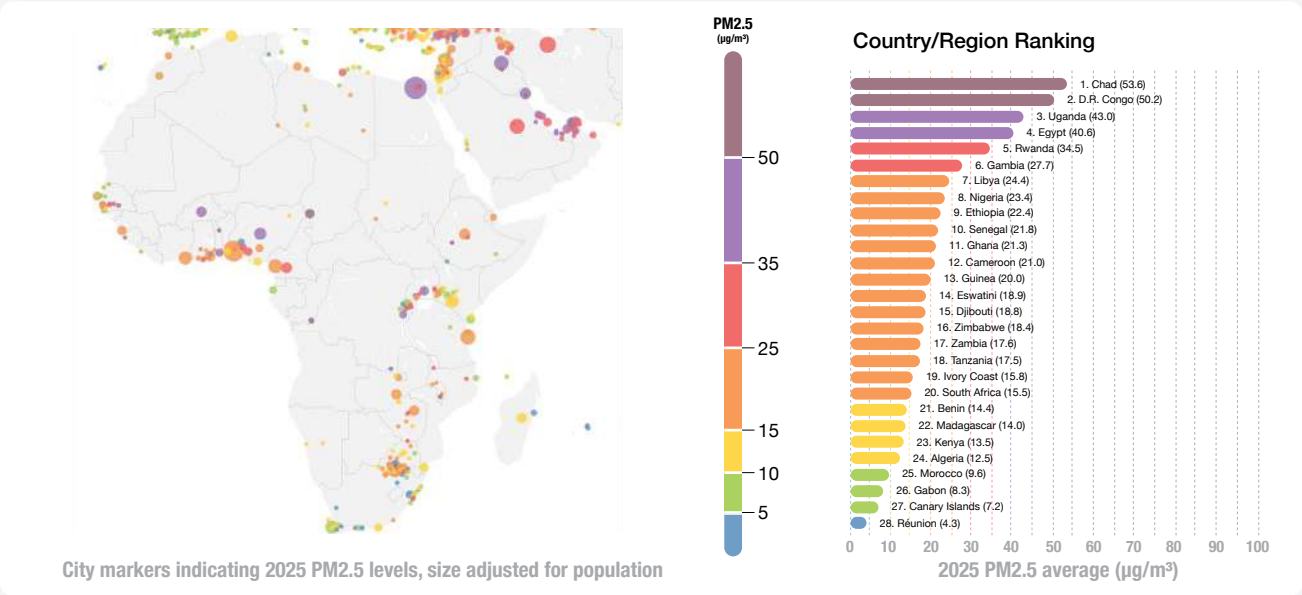 PM2.5
(µg/m³)
50
35
25
15
10
5
City markers indicating 2025 PM2.5 levels, size adjusted for population
Country/Region Ranking
1. Chad (53.6)
2. D.R. Congo (50.2)
3. Uganda (43.0)
4. Egypt (40.6)
5. Rwanda (34.5)
6. Gambia (27.7)
7. Libya (24.4)
8. Nigeria (23.4)
9. Ethiopia (22.4)
10. Senegal (21.8)
11. Ghana (21.3)
12. Cameroon (21.0)
13. Guinea (20.0)
14. Eswatini (18.9)
15. Djibouti (18.8)
16. Zimbabwe (18.4)
17. Zambia (17.6)
18. Tanzania (17.5)
19. Ivory Coast (15.8)
20. South Africa (15.5)
21. Benin (14.4)
22. Madagascar (14.0)
23. Kenya (13.5)
24. Algeria (12.5)
25. Morocco (9.6)
26. Gabon (8.3)
27. Canary Islands (7.2)
28. Réunion (4.3)
0 10 20 30 40 50 60 70 80 90 100
2025 PM2.5 average (µg/m³)